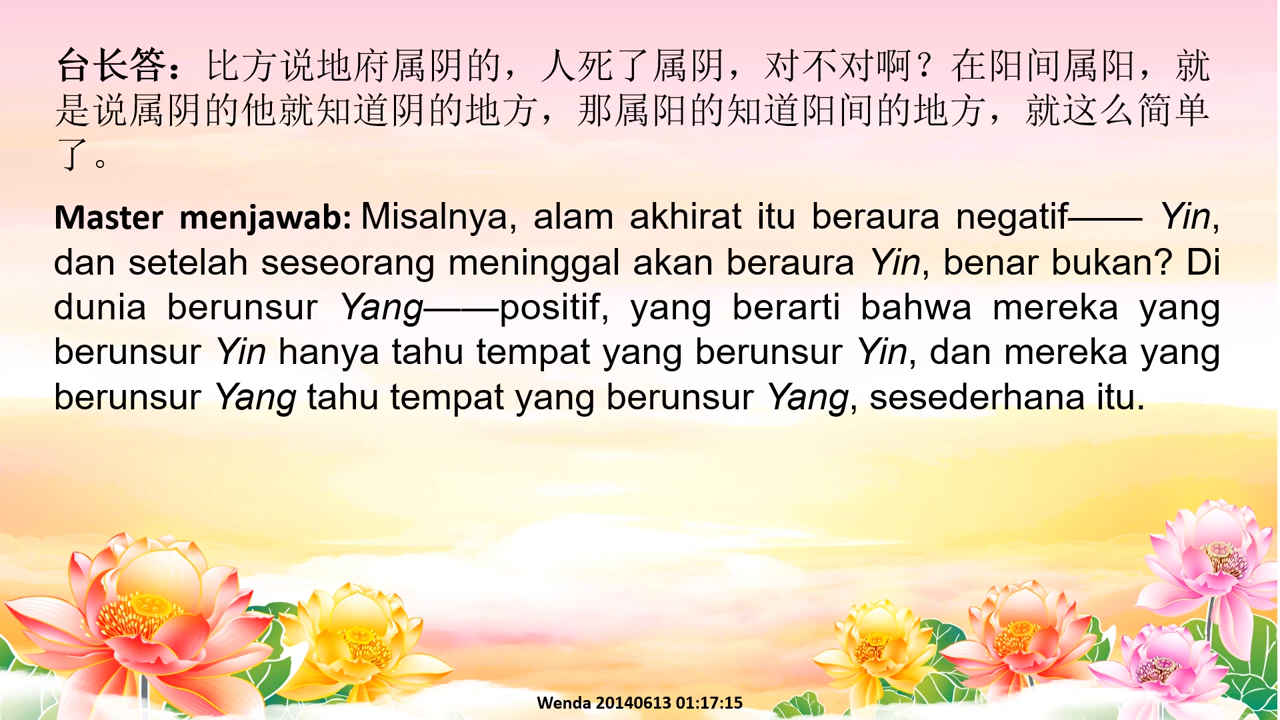 台长答：比方说地府属阴的，人死了属阴，对不对啊？在阳间属阳，就
是说属阴的他就知道阴的地方，那属阳的知道阳间的地方，就这么简单
了。
Master menjawab: Misalnya, alam akhirat itu beraura negatif—— Yin,
dan setelah seseorang meninggal akan beraura Yin, benar bukan? Di
dunia berunsur Yang——positif, yang berarti bahwa mereka yang
berunsur Yin hanya tahu tempat yang berunsur Yin, dan mereka yang
berunsur Yang tahu tempat yang berunsur Yang, sesederhana itu.
Wenda 20140613 01:17:15